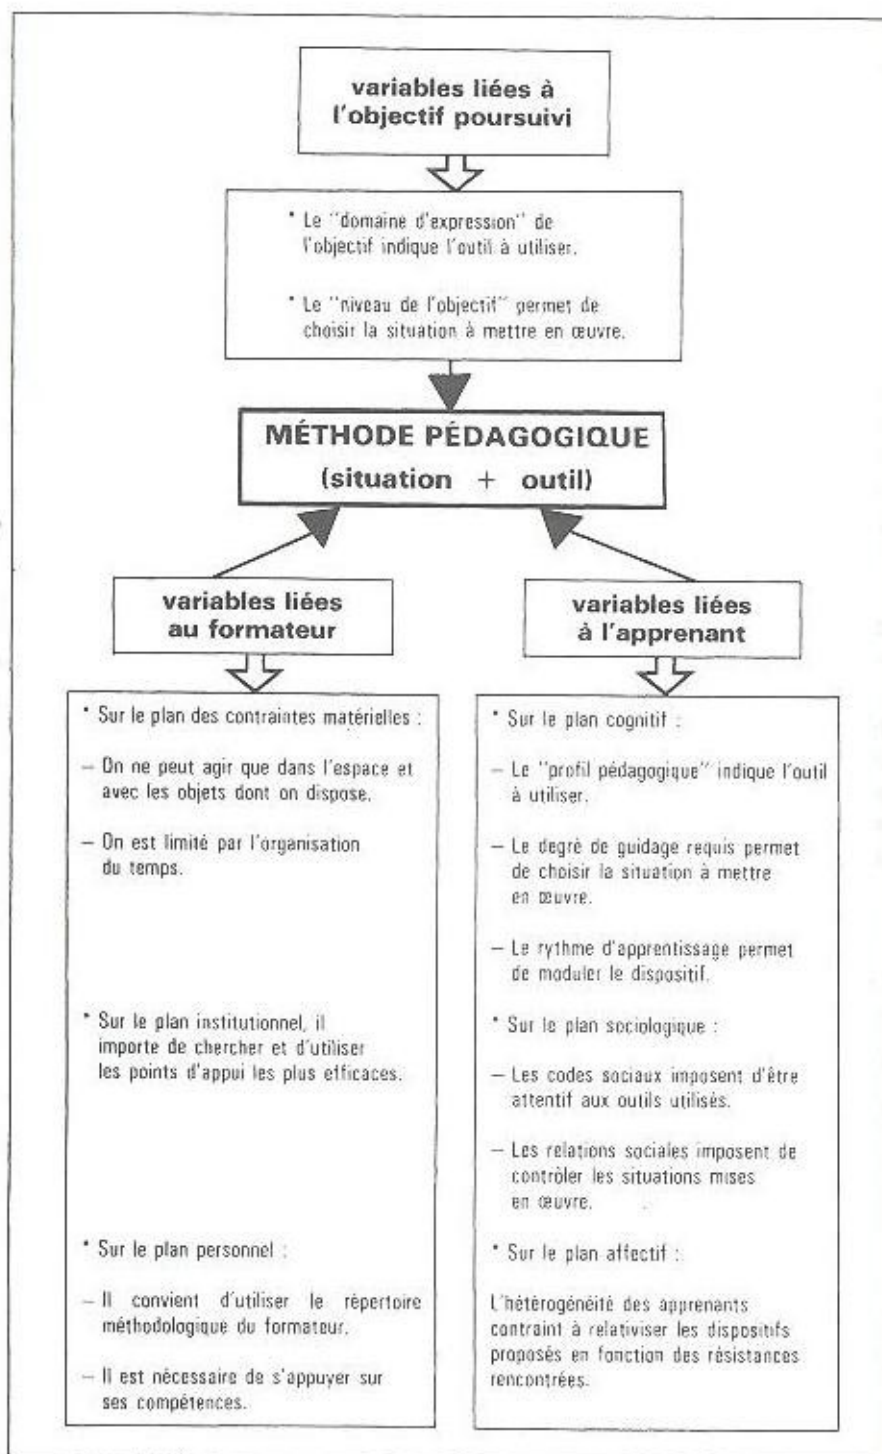 variables liées à
l'objectif poursuivi
* Le "domaine d'expression" de
l'objectif indique l'outil à utiliser.
* Le "niveau de l'objectif" permet de
choisir la situation à mettre en œuvre.
MÉTHODE PÉDAGOGIQUE
(situation + outil)
variables liées
au formateur
* Sur le plan des contraintes matérielles :
– On ne peut agir que dans l'espace et
avec les objets dont on dispose.
– On est limité par l'organisation
du temps.
* Sur le plan institutionnel, il
importe de chercher et d'utiliser
les points d'appui les plus efficaces.
* Sur le plan personnel :
– Il convient d'utiliser le répertoire
méthodologique du formateur.
– Il est nécessaire de s'appuyer sur
ses compétences.
variables liées
à l'apprenant
* Sur le plan cognitif :
– Le "profil pédagogique" indique l'outil
à utiliser.
– Le degré de guidage requis permet
de choisir la situation à mettre
en œuvre.
– Le rythme d'apprentissage permet
de moduler le dispositif.
* Sur le plan sociologique :
– Les codes sociaux imposent d'être
attentif aux outils utilisés.
– Les relations sociales imposent de
contrôler les situations mises
en œuvre.
* Sur le plan affectif :
L'hétérogénéité des apprenants
contraint à relativiser les dispositifs
proposés en fonction des résistances
rencontrées.